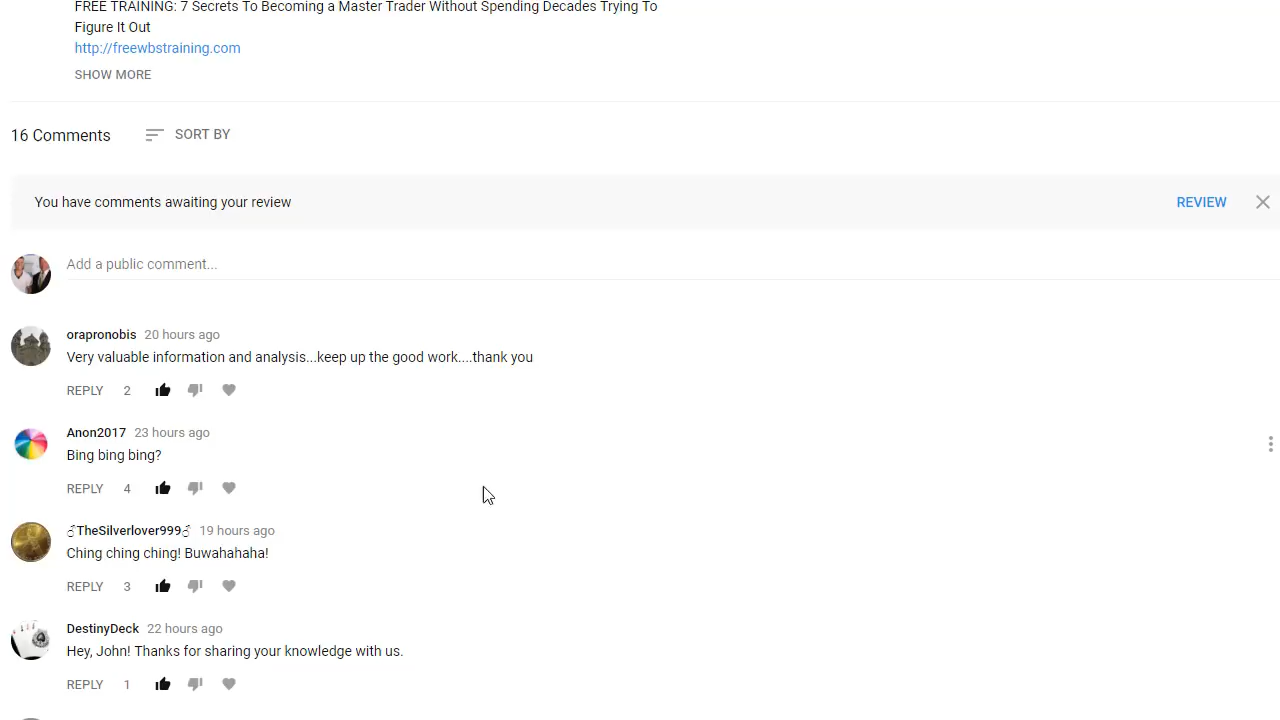 FREE TRAINING: 7 Secrets To Becoming a Master Trader Without Spending Decades Trying To
Figure It Out
http://freewbstraining.com
SHOW MORE
16 Comments SORT BY
You have comments awaiting your review REVIEW
Add a public comment...
orapronobis 20 hours ago
Very valuable information and analysis...keep up the good work....thank you
REPLY 2
Anon2017 23 hours ago
Bing bing bing?
REPLY 4
☃TheSilverlover999☃ 19 hours ago
Ching ching ching! Buwahahaha!
REPLY 3
DestinyDeck 22 hours ago
Hey, John! Thanks for sharing your knowledge with us.
REPLY 1